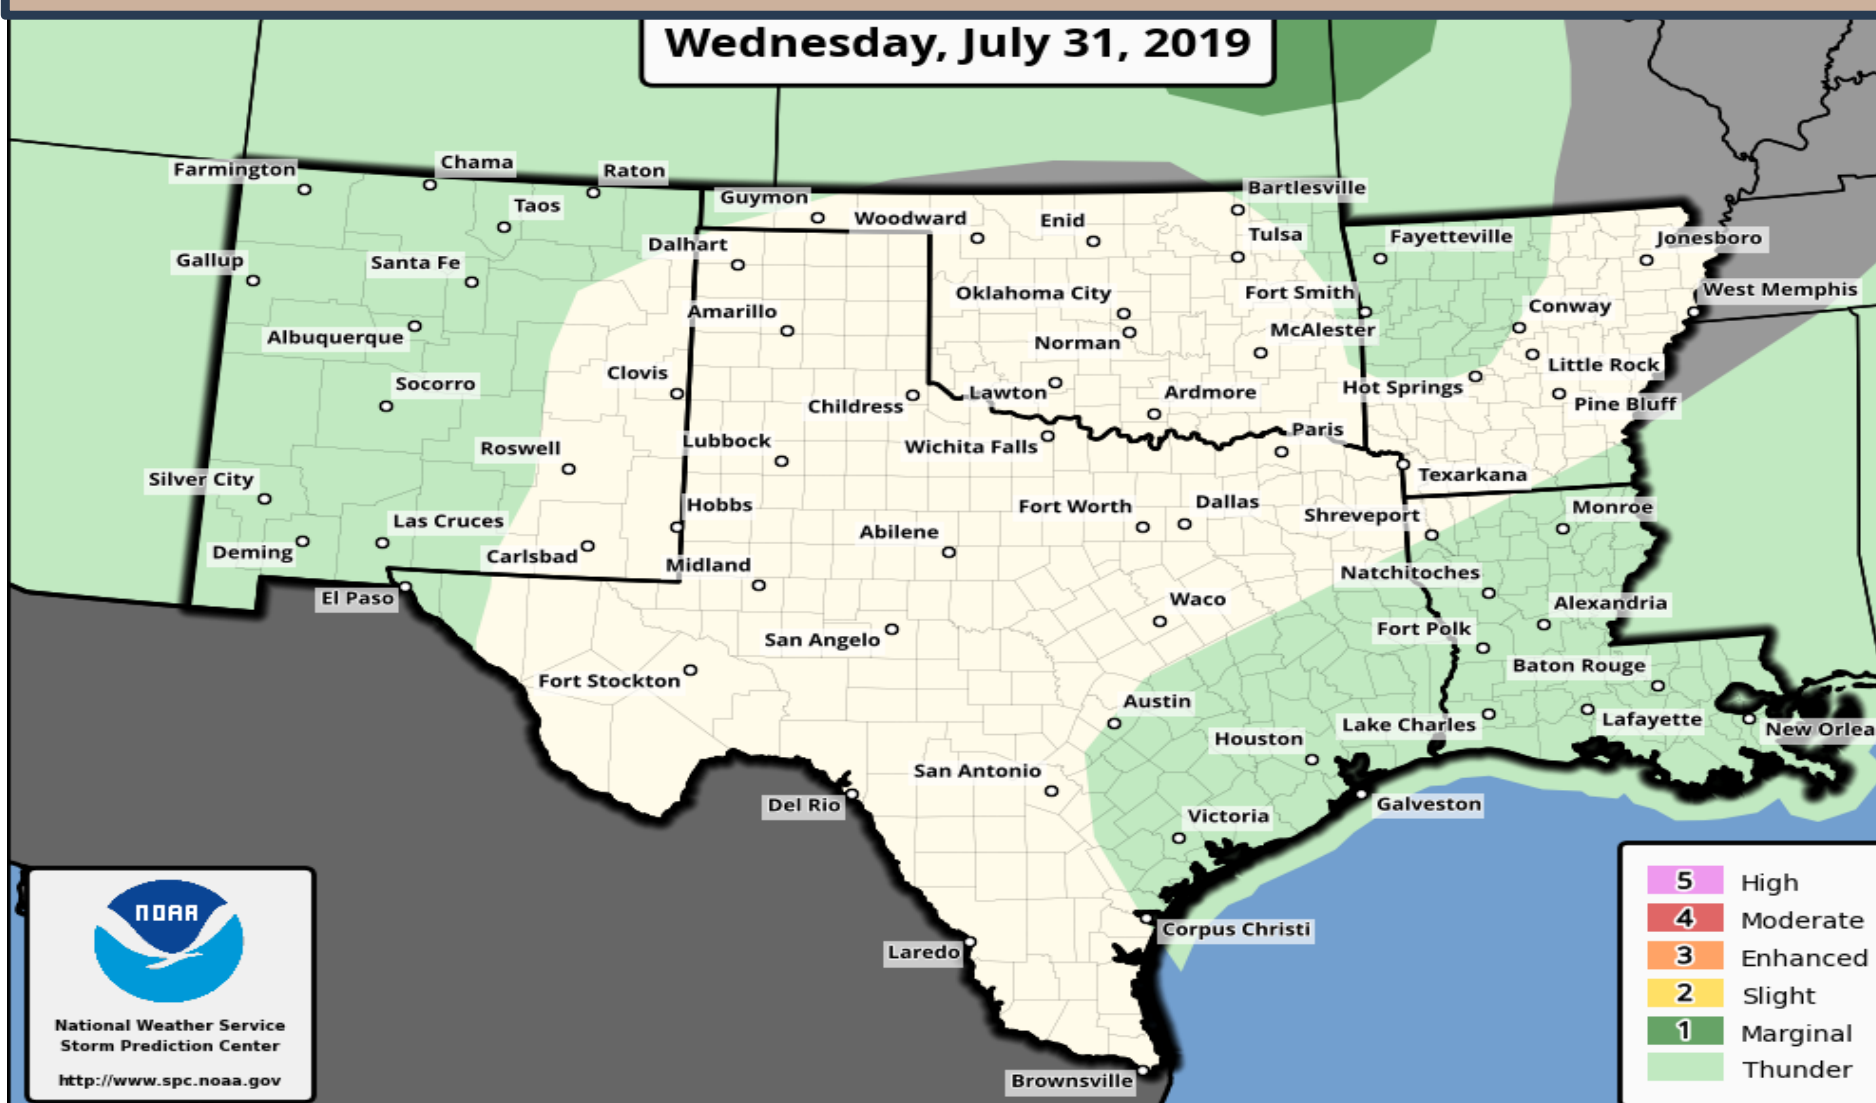 Wednesday, July 31, 2019
Farmington
Chama
Raton
Taos
Guymon
Woodward
Enid
Bartlesville
Gallup
Santa Fe
Dalhart
Tulsa
Fayetteville
Jonesboro
Albuquerque
Amarillo
Oklahoma City
Norman
Fort Smith
McAlester
Conway
West Memphis
Socorro
Clovis
Childress
Lawton
Ardmore
Hot Springs
Little Rock
Pine Bluff
Roswell
Lubbock
Wichita Falls
Paris
Texarkana
Silver City
Las Cruces
Hobbs
Abilene
Fort Worth
Dallas
Shreveport
Monroe
Deming
Carlsbad
Midland
Natchitoches
El Paso
San Angelo
Waco
Fort Polk
Alexandria
Fort Stockton
Austin
Baton Rouge
Houston
Lake Charles
Lafayette
New Orlea
San Antonio
Del Rio
Victoria
Galveston
Corpus Christi
Laredo
Brownsville
NOAA
National Weather Service
Storm Prediction Center
http://www.spc.noaa.gov
5 High
4 Moderate
3 Enhanced
2 Slight
1 Marginal
Thunder